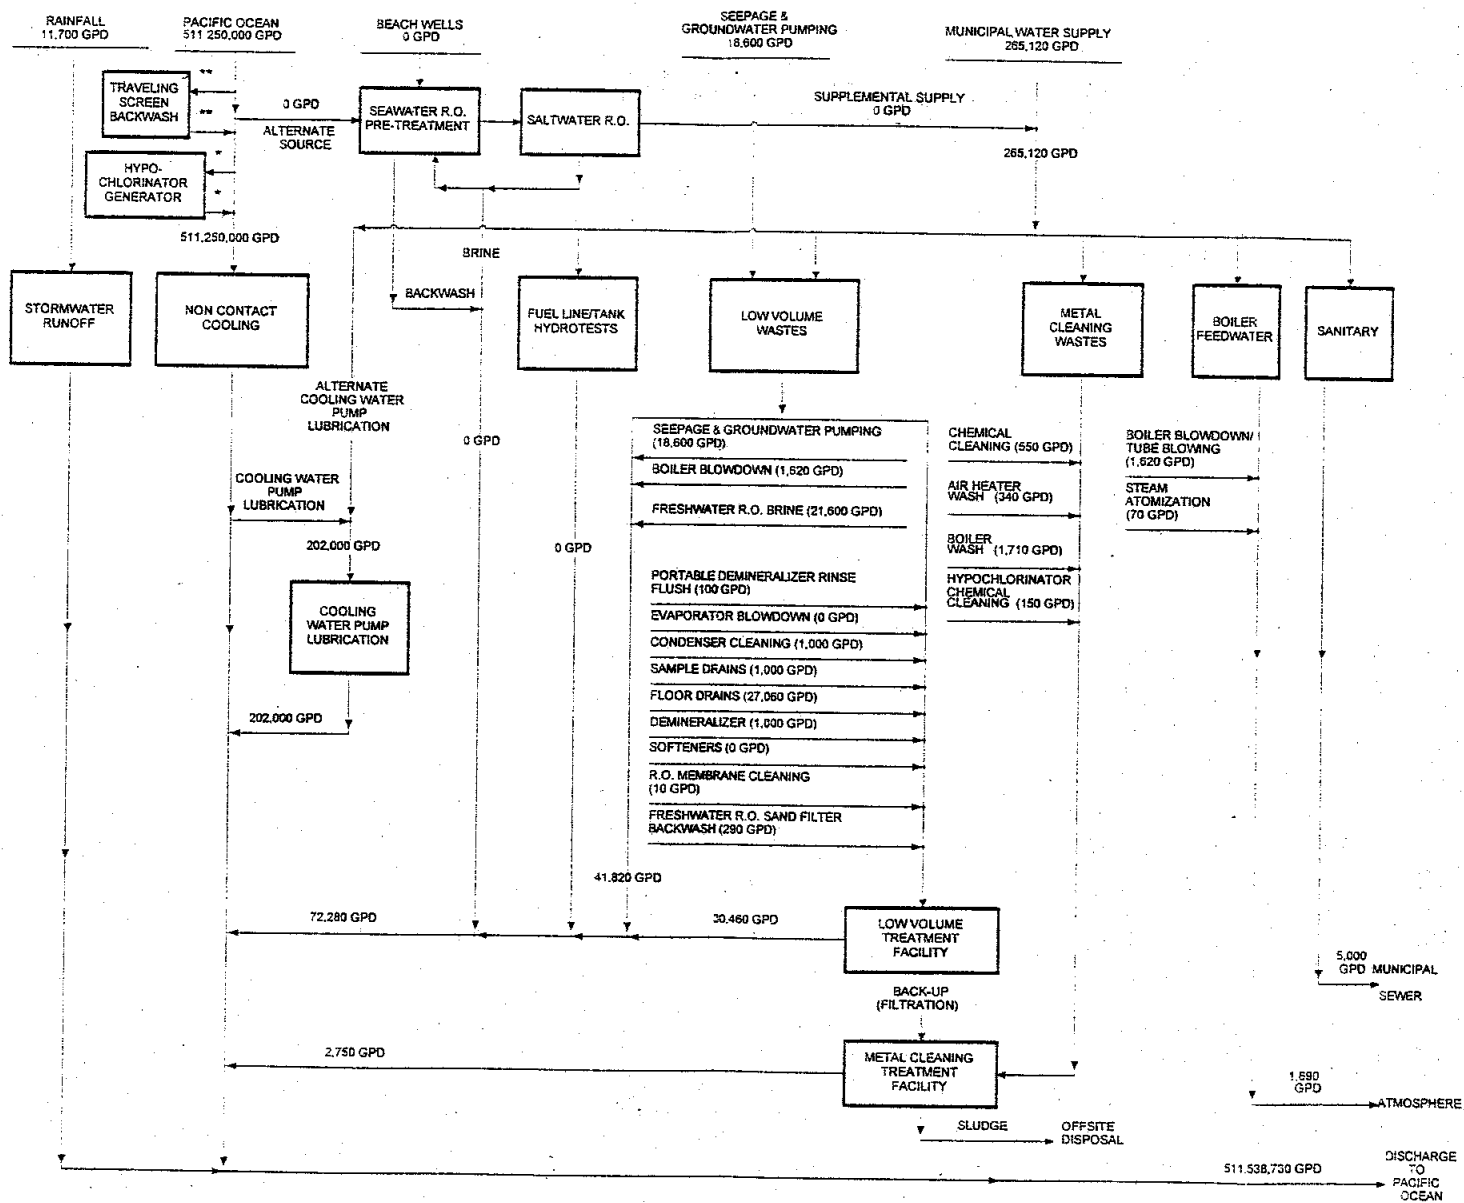 RAINFALL
11,700 GPD
PACIFIC OCEAN
511 250,000 GPD
BEACH WELLS
0 GPD
SEEPAGE &
GROUNDWATER PUMPING
18,600 GPD
MUNICIPAL WATER SUPPLY
265,120 GPD
**
TRAVELING
SCREEN
BACKWASH
**
0 GPD
ALTERNATE
SOURCE
SEAWATER R.O.
PRE-TREATMENT
SALTWATER R.O.
SUPPLEMENTAL SUPPLY
0 GPD
265,120 GPD
*
HYPO-
CHLORINATOR
GENERATOR
*
511,250,000 GPD
BRINE
BACKWASH
STORMWATER
RUNOFF
NON CONTACT
COOLING
FUEL LINE/TANK
HYDROTESTS
LOW VOLUME
WASTES
METAL
CLEANING
WASTES
BOILER
FEEDWATER
SANITARY
ALTERNATE
COOLING WATER
PUMP
LUBRICATION
0 GPD
COOLING WATER
PUMP
LUBRICATION
202,000 GPD
COOLING
WATER PUMP
LUBRICATION
202,000 GPD
0 GPD
SEEPAGE & GROUNDWATER PUMPING
(18,600 GPD)
BOILER BLOWDOWN (1,620 GPD)
FRESHWATER R.O. BRINE (21,600 GPD)
PORTABLE DEMINERALIZER RINSE
FLUSH (100 GPD)
EVAPORATOR BLOWDOWN (0 GPD)
CONDENSER CLEANING (1,000 GPD)
SAMPLE DRAINS (1,000 GPD)
FLOOR DRAINS (27,060 GPD)
DEMINERALIZER (1,000 GPD)
SOFTENERS (0 GPD)
R.O. MEMBRANE CLEANING
(10 GPD)
FRESHWATER R.O. SAND FILTER
BACKWASH (290 GPD)
CHEMICAL
CLEANING (550 GPD)
AIR HEATER
WASH (340 GPD)
BOILER
WASH (1,710 GPD)
HYPOCHLORINATOR
CHEMICAL
CLEANING (150 GPD)
BOILER BLOWDOWN/
TUBE BLOWING
(1,620 GPD)
STEAM
ATOMIZATION
(70 GPD)
41,820 GPD
72,280 GPD
30,460 GPD
LOW VOLUME
TREATMENT
FACILITY
BACK-UP
(FILTRATION)
5,000
GPD MUNICIPAL
SEWER
2,750 GPD
METAL CLEANING
TREATMENT
FACILITY
1,690
GPD
ATMOSPHERE
SLUDGE
OFFSITE
DISPOSAL
511,538,730 GPD
DISCHARGE
TO
PACIFIC
OCEAN